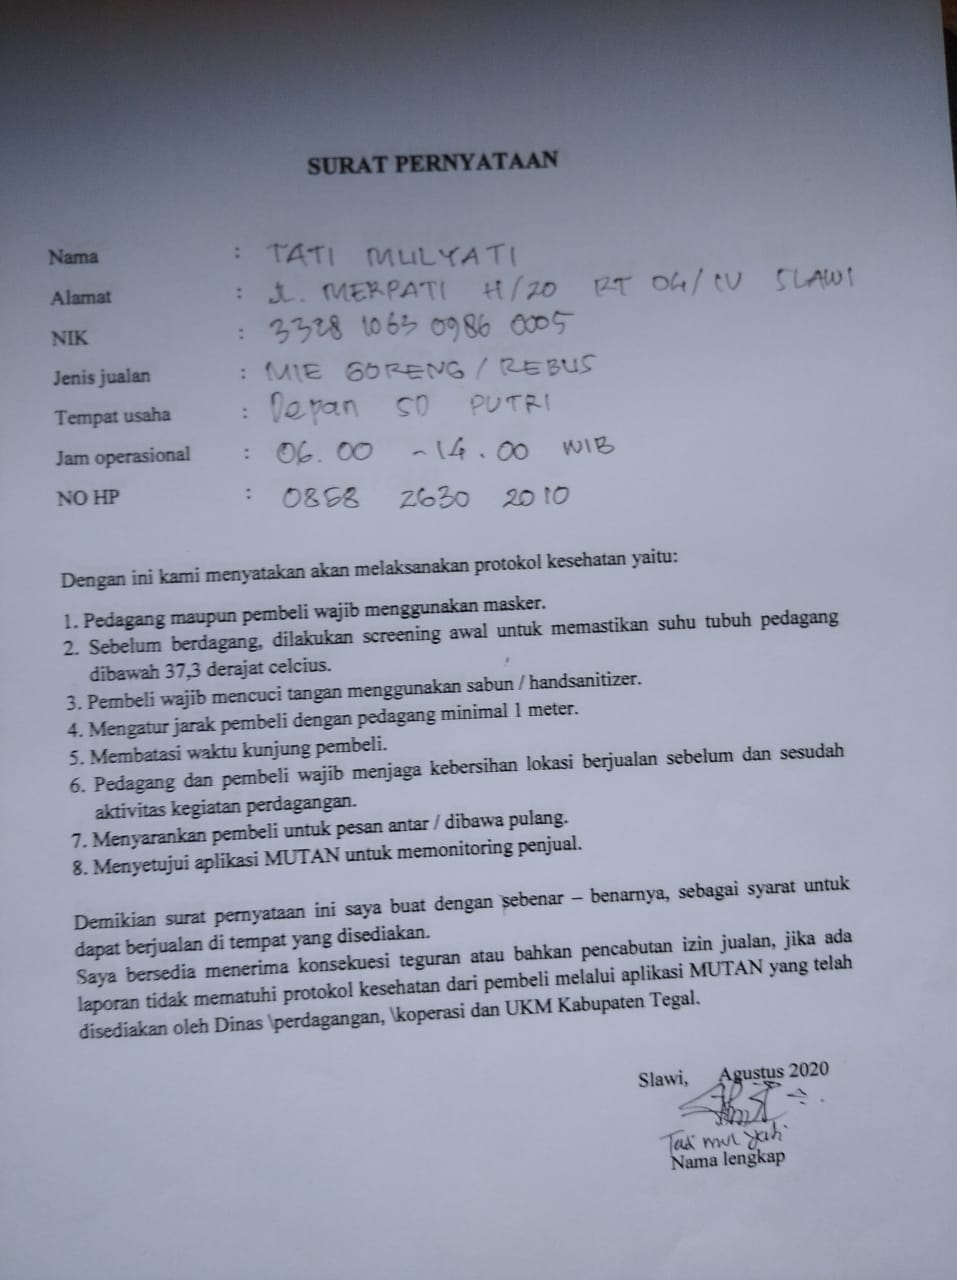 SURAT PERNYATAAN
Nama : TATI MULYATI
Alamat : JL. MERPATI H/20 RT 04/IV SLAWI
NIK : 3328 1063 0986 0005
Jenis jualan : MIE GORENG / REBUS
Tempat usaha : Depan SD PUTRI
Jam operasional : 06.00 - 14.00 WIB
NO HP : 0858 2630 2010
Dengan ini kami menyatakan akan melaksanakan protokol kesehatan yaitu:
1. Pedagang maupun pembeli wajib menggunakan masker.
2. Sebelum berdagang, dilakukan screening awal untuk memastikan suhu tubuh pedagang
dibawah 37,3 derajat celcius.
3. Pembeli wajib mencuci tangan menggunakan sabun / handsanitizer.
4. Mengatur jarak pembeli dengan pedagang minimal 1 meter.
5. Membatasi waktu kunjung pembeli.
6. Pedagang dan pembeli wajib menjaga kebersihan lokasi berjualan sebelum dan sesudah
aktivitas kegiatan perdagangan.
7. Menyarankan pembeli untuk pesan antar / dibawa pulang.
8. Menyetujui aplikasi MUTAN untuk memonitoring penjual.
Demikian surat pernyataan ini saya buat dengan sebenar – benarnya, sebagai syarat untuk
dapat berjualan di tempat yang disediakan.
Saya bersedia menerima konsekuesi teguran atau bahkan pencabutan izin jualan, jika ada
laporan tidak mematuhi protokol kesehatan dari pembeli melalui aplikasi MUTAN yang telah
disediakan oleh Dinas \perdagangan, \koperasi dan UKM Kabupaten Tegal.
Slawi, Agustus 2020
Tati mulyati
Nama lengkap